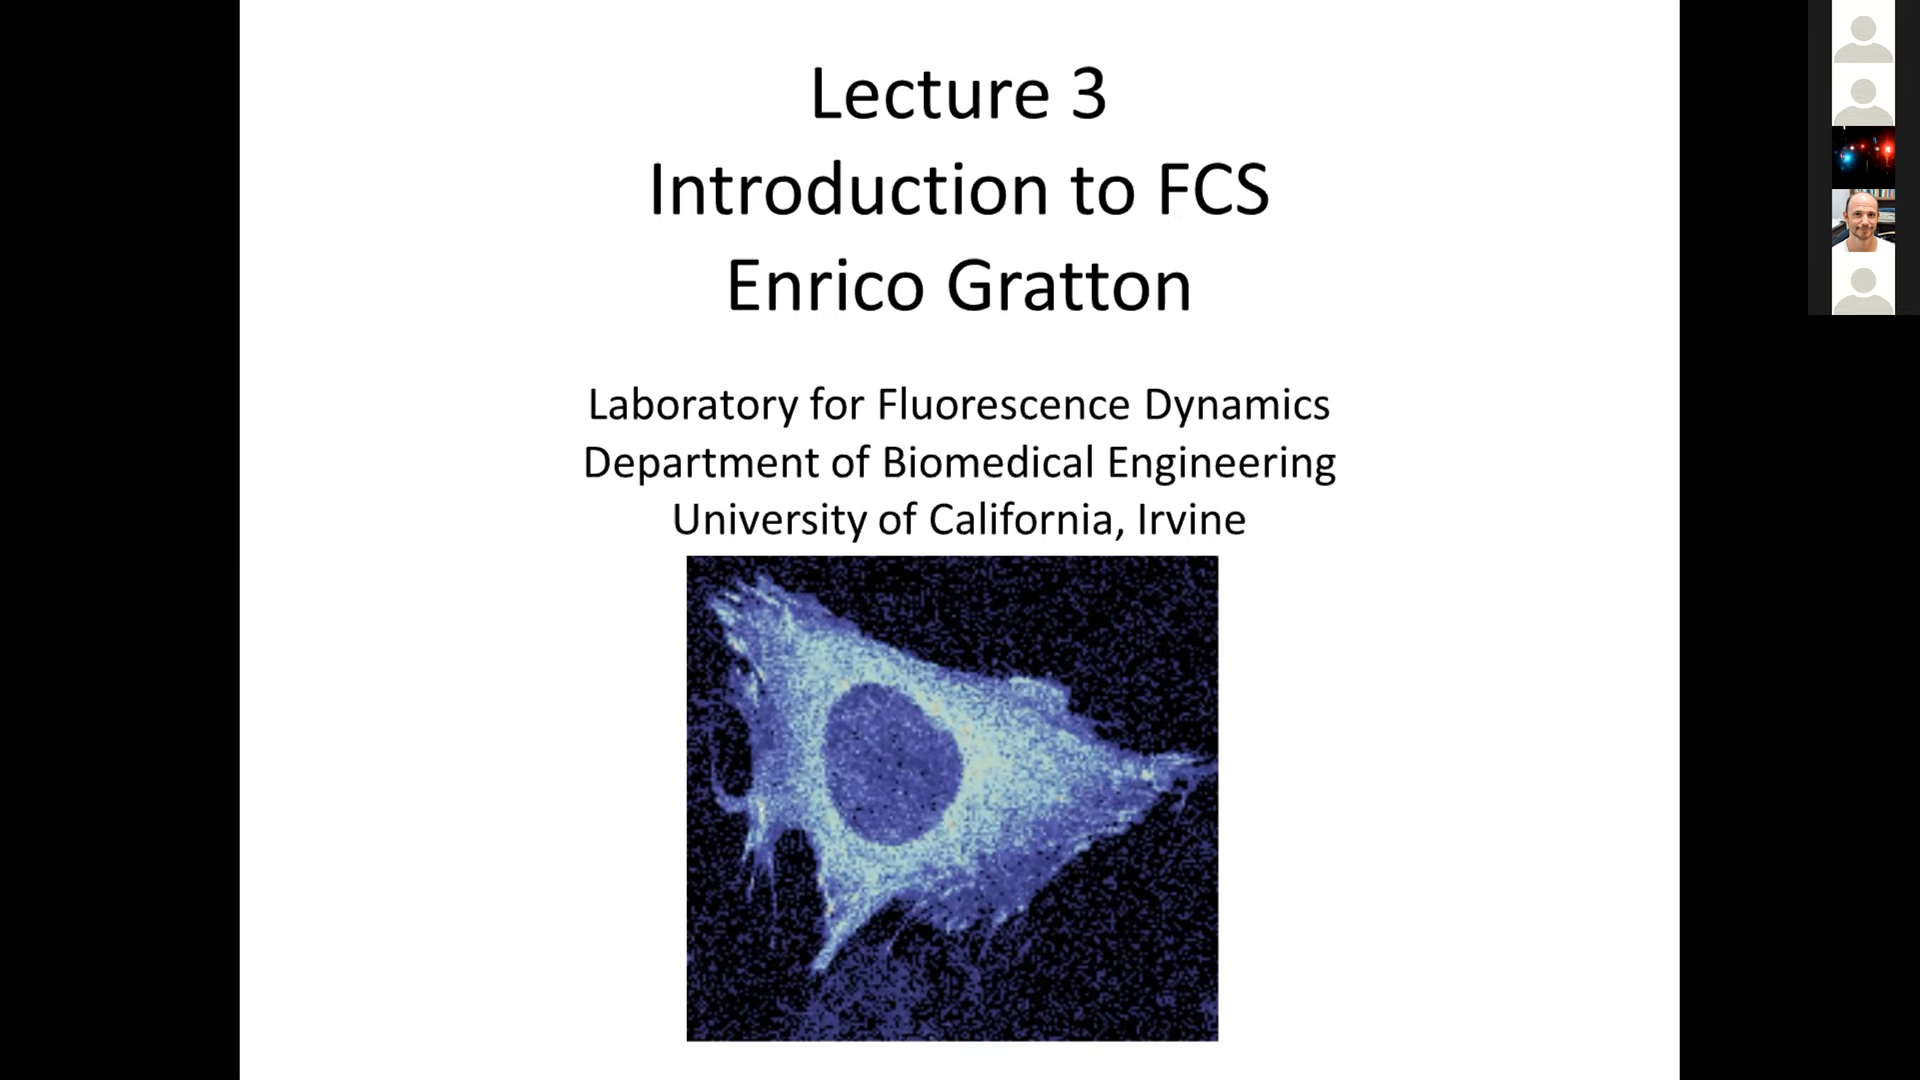 Lecture 3
Introduction to FCS
Enrico Gratton
Laboratory for Fluorescence Dynamics
Department of Biomedical Engineering
University of California, Irvine